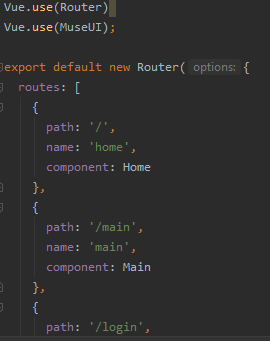 Vue.use(Router)
Vue.use(MuseUI);
export default new Router( options: {
routes: [
{
path: '/',
name: 'home',
component: Home
},
{
path: '/main',
name: 'main',
component: Main
},
{
path: '/login',